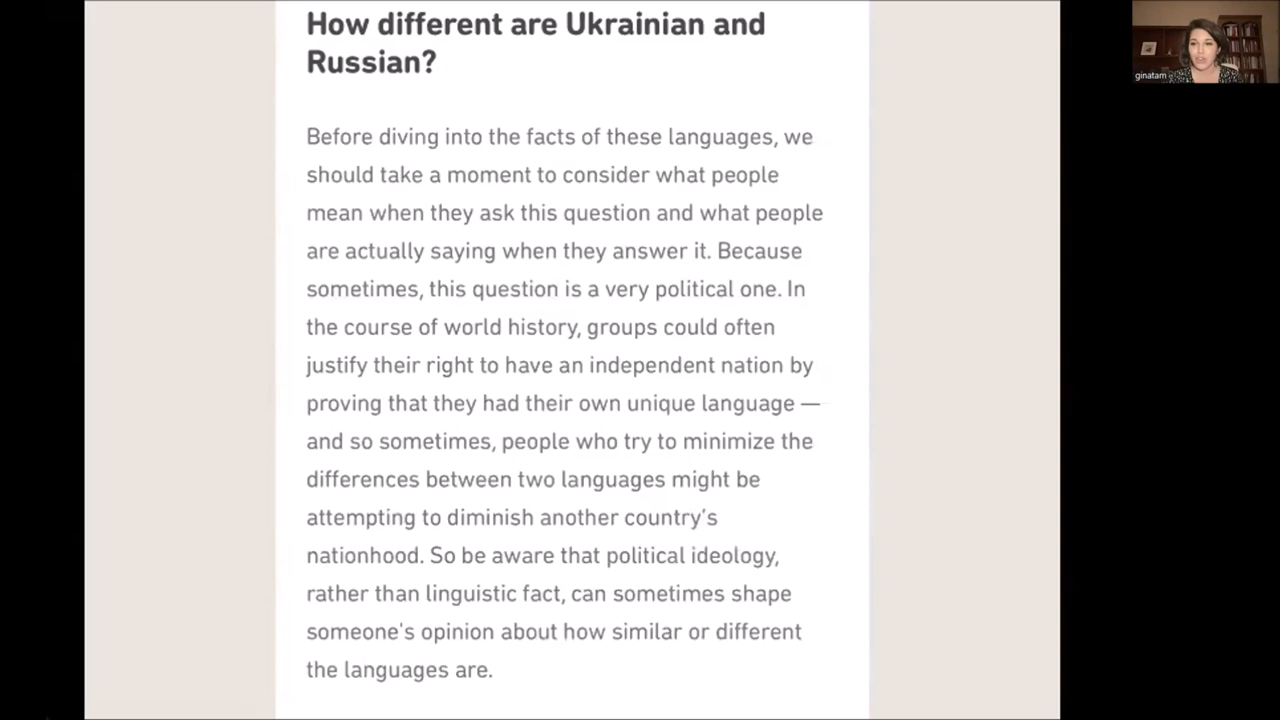 How different are Ukrainian and
Russian?
Before diving into the facts of these languages, we
should take a moment to consider what people
mean when they ask this question and what people
are actually saying when they answer it. Because
sometimes, this question is a very political one. In
the course of world history, groups could often
justify their right to have an independent nation by
proving that they had their own unique language —
and so sometimes, people who try to minimize the
differences between two languages might be
attempting to diminish another country's
nationhood. So be aware that political ideology,
rather than linguistic fact, can sometimes shape
someone's opinion about how similar or different
the languages are.
ginatam